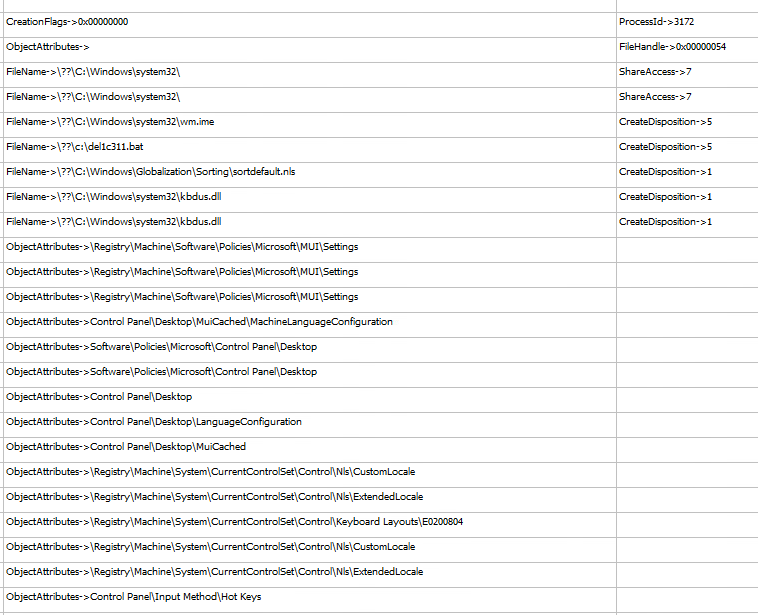 CreationFlags->0x00000000 ProcessId->3172
ObjectAttributes-> FileHandle->0x00000054
FileName->\??\C:\Windows\system32\ ShareAccess->7
FileName->\??\C:\Windows\system32\ ShareAccess->7
FileName->\??\C:\Windows\system32\wm.ime CreateDisposition->5
FileName->\??\c:\del1c311.bat CreateDisposition->5
FileName->\??\C:\Windows\Globalization\Sorting\sortdefault.nls CreateDisposition->1
FileName->\??\C:\Windows\system32\kbdus.dll CreateDisposition->1
FileName->\??\C:\Windows\system32\kbdus.dll CreateDisposition->1
ObjectAttributes->\Registry\Machine\Software\Policies\Microsoft\MUI\Settings
ObjectAttributes->\Registry\Machine\Software\Policies\Microsoft\MUI\Settings
ObjectAttributes->\Registry\Machine\Software\Policies\Microsoft\MUI\Settings
ObjectAttributes->Control Panel\Desktop\MuiCached\MachineLanguageConfiguration
ObjectAttributes->Software\Policies\Microsoft\Control Panel\Desktop
ObjectAttributes->Software\Policies\Microsoft\Control Panel\Desktop
ObjectAttributes->Control Panel\Desktop
ObjectAttributes->Control Panel\Desktop\LanguageConfiguration
ObjectAttributes->Control Panel\Desktop\MuiCached
ObjectAttributes->\Registry\Machine\System\CurrentControlSet\Control\Nls\CustomLocale
ObjectAttributes->\Registry\Machine\System\CurrentControlSet\Control\Nls\ExtendedLocale
ObjectAttributes->\Registry\Machine\System\CurrentControlSet\Control\Keyboard Layouts\E0200804
ObjectAttributes->\Registry\Machine\System\CurrentControlSet\Control\Nls\CustomLocale
ObjectAttributes->\Registry\Machine\System\CurrentControlSet\Control\Nls\ExtendedLocale
ObjectAttributes->Control Panel\Input Method\Hot Keys